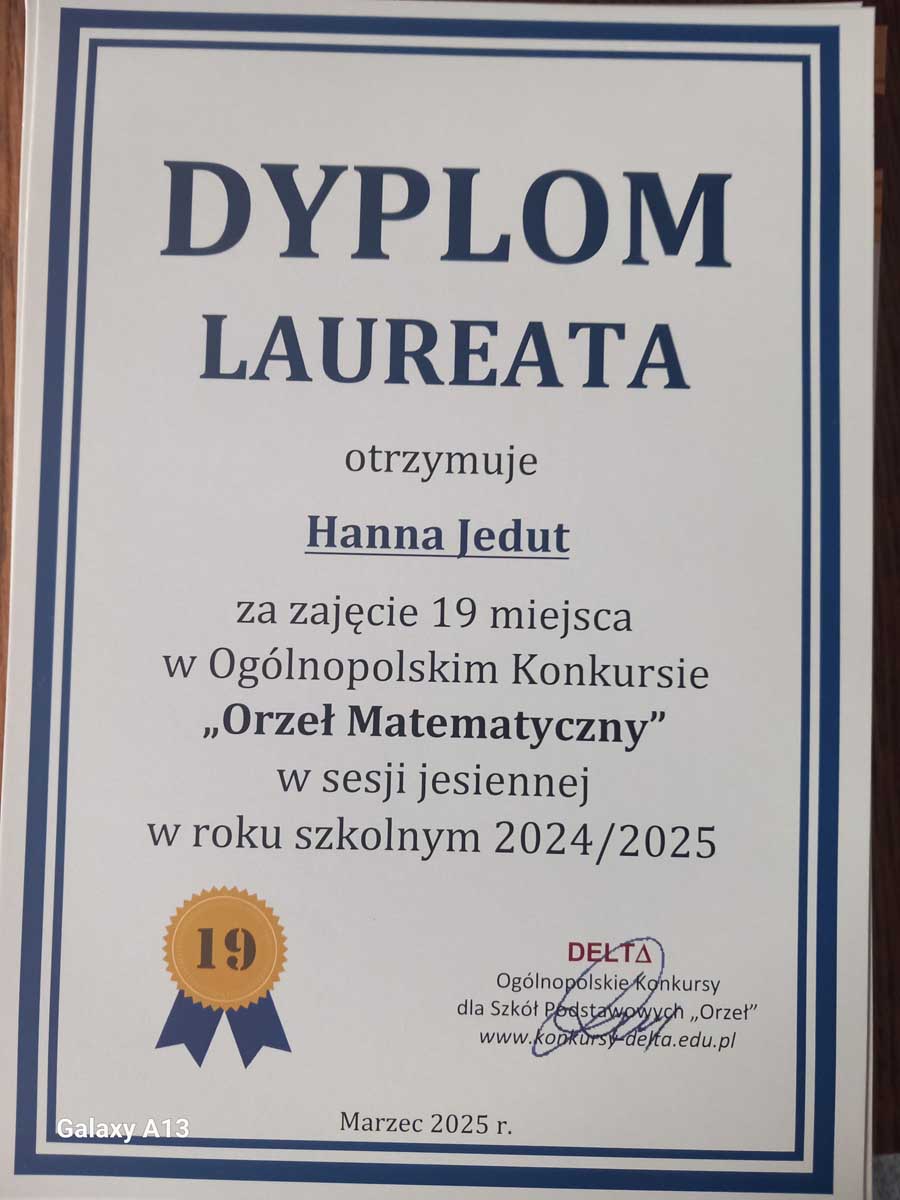 DYPLOM
LAUREATA
otrzymuje
Hanna Jedut
za zajęcie 19 miejsca
w Ogólnopolskim Konkursie
„Orzeł Matematyczny”
w sesji jesiennej
w roku szkolnym 2024/2025
19
DELTΔ
Ogólnopolskie Konkursy
dla Szkół Podstawowych „Orzeł”
www.konkursy-delta.edu.pl
Marzec 2025 r.
Galaxy A13